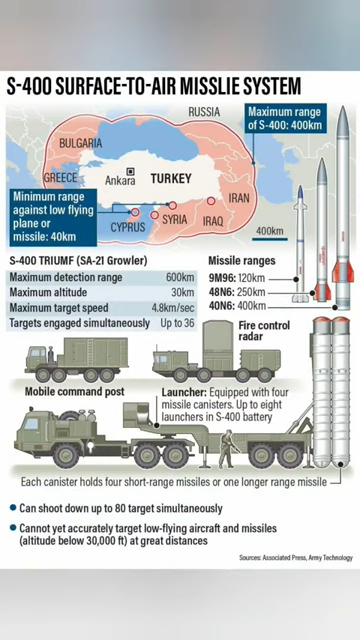 S-400 SURFACE-TO-AIR MISSLIE SYSTEM
RUSSIA
Maximum range
of S-400: 400km
BULGARIA
GREECE
Ankara
TURKEY
IRAN
Minimum range
against low flying
plane or
missile: 40km
CYPRUS
SYRIA
IRAQ
400km
S-400 TRIUMF (SA-21 Growler)
Maximum detection range 600km
Maximum altitude 30km
Maximum target speed 4.8km/sec
Targets engaged simultaneously Up to 36
Missile ranges
9M96: 120km
48N6: 250km
40N6: 400km
Fire control
radar
Mobile command post
Launcher: Equipped with four
missile canisters. Up to eight
launchers in S-400 battery
Each canister holds four short-range missiles or one longer range missile
• Can shoot down up to 80 target simultaneously
• Cannot yet accurately target low-flying aircraft and missiles
(altitude below 30,000 ft) at great distances
Sources: Associated Press, Army Technology